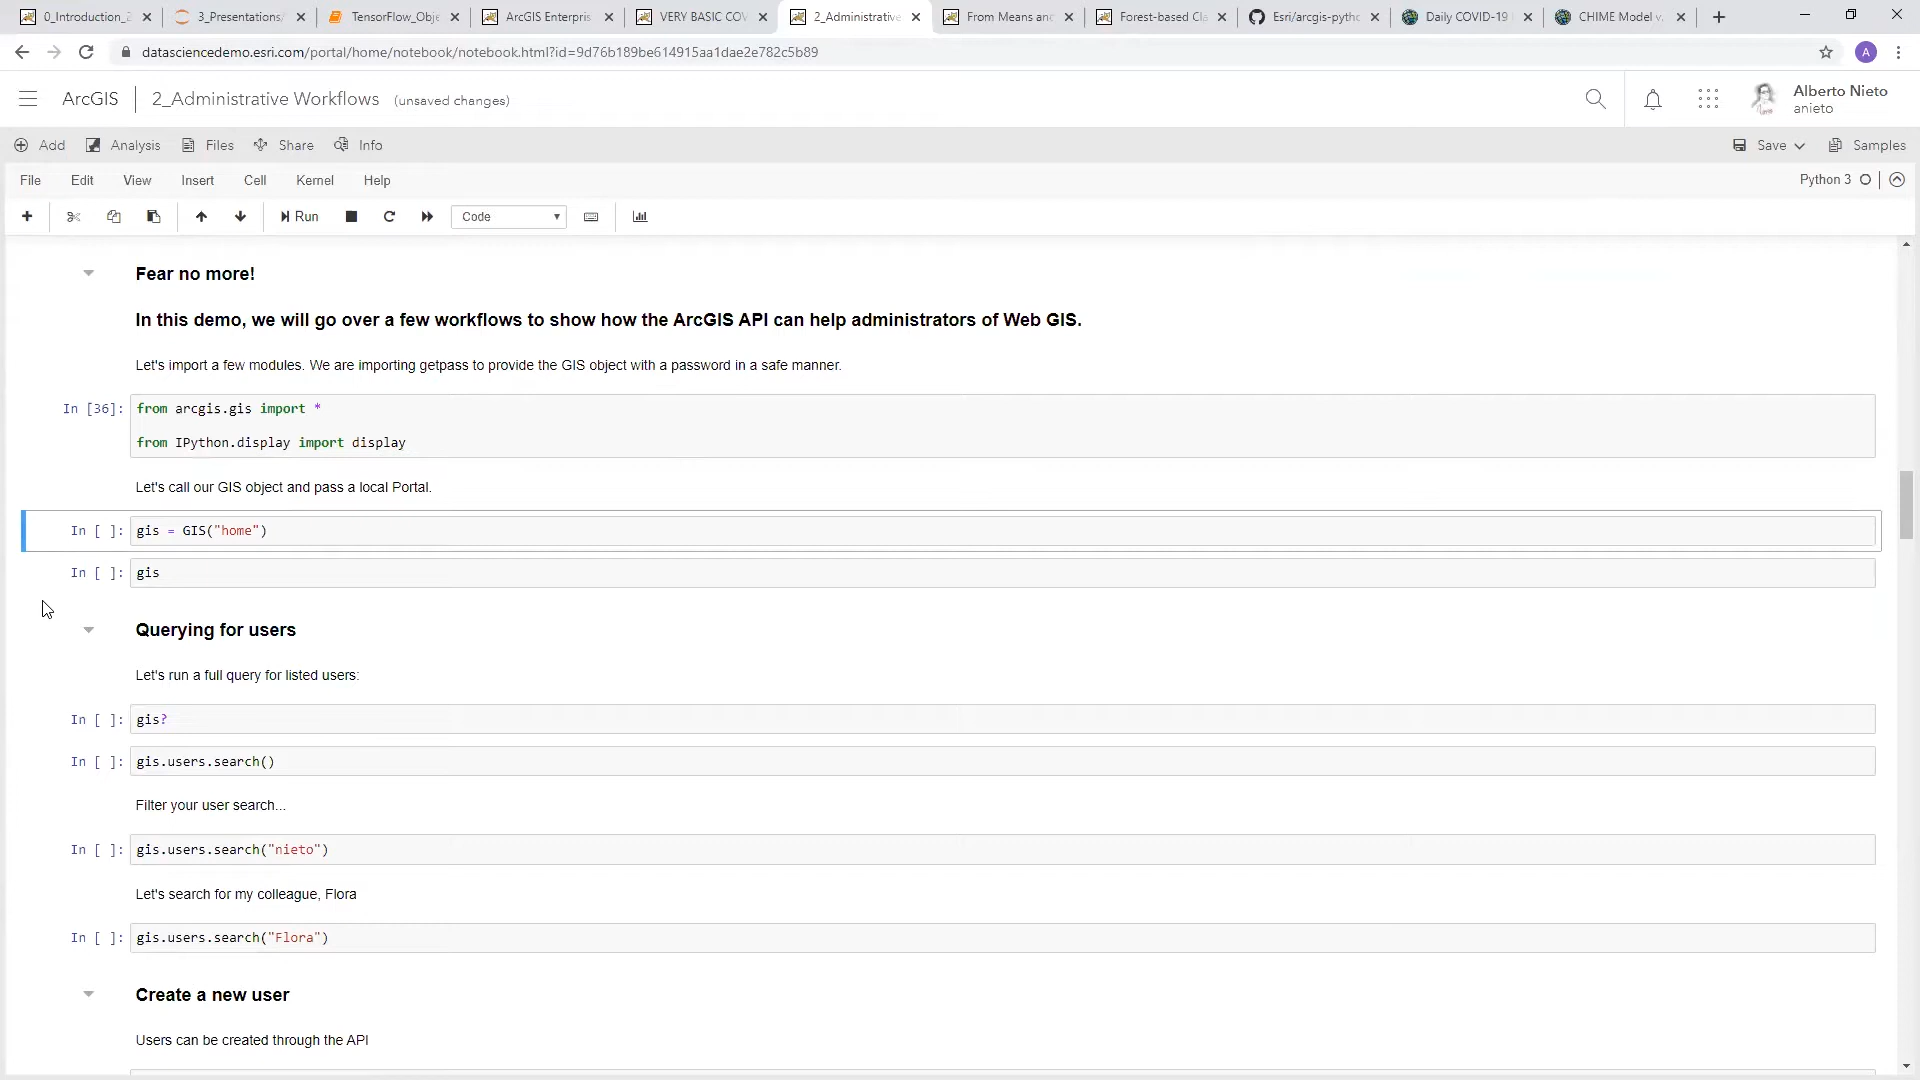 0_Introduction_2
3_Presentations/
TensorFlow_Obje
ArcGIS Enterpris
VERY BASIC COV
2_Administrative
From Means and
Forest-based Cla
Esri/arcgis-pytho
Daily COVID-19
CHIME Model v.
datasciencedemo.esri.com/portal/home/notebook/notebook.html?id=9d76b189be614915aa1dae2e782c5b89
A
ArcGIS
2_Administrative Workflows (unsaved changes)
Alberto Nieto
anieto
Add Analysis Files Share Info
Save Samples
File Edit View Insert Cell Kernel Help
Python 3
Run
Code
Fear no more!
In this demo, we will go over a few workflows to show how the ArcGIS API can help administrators of Web GIS.
Let's import a few modules. We are importing getpass to provide the GIS object with a password in a safe manner.
In [36]: from arcgis.gis import *
from IPython.display import display
Let's call our GIS object and pass a local Portal.
In [ ]: gis = GIS("home")
In [ ]: gis
Querying for users
Let's run a full query for listed users:
In [ ]: gis?
In [ ]: gis.users.search()
Filter your user search...
In [ ]: gis.users.search("nieto")
Let's search for my colleague, Flora
In [ ]: gis.users.search("Flora")
Create a new user
Users can be created through the API